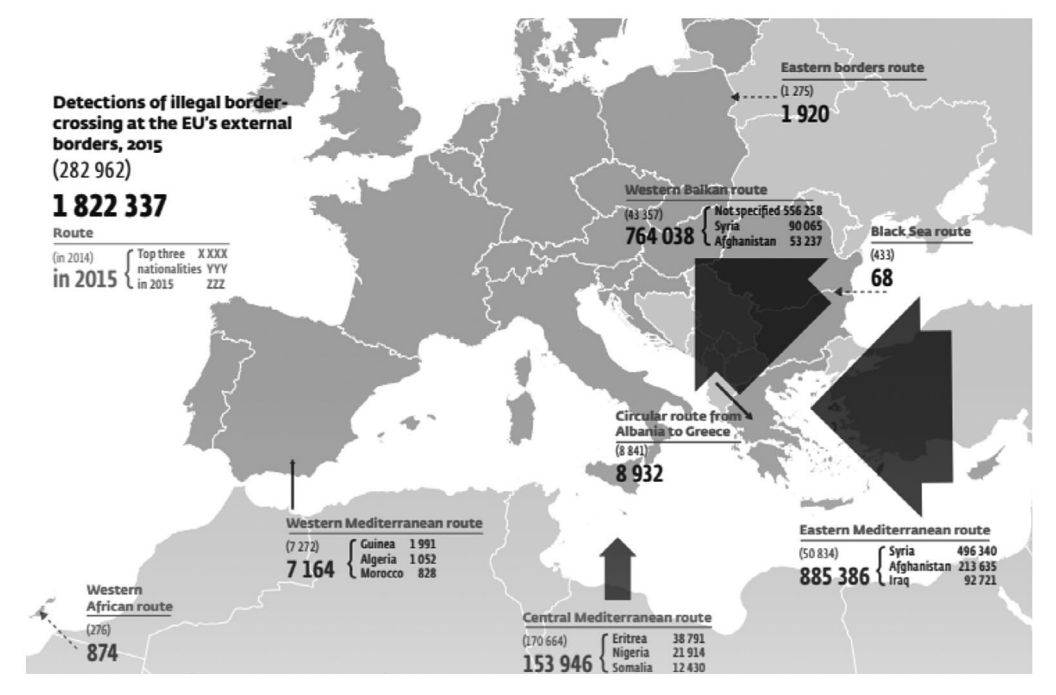 Detections of illegal border-
crossing at the EU's external
borders, 2015
(282 962)
1 822 337
Route
(in 2014)
in 2015
Top three XXXX
nationalities YYY
in 2015 ZZZ
Eastern borders route
(1 275)
1 920
Western Balkan route
(43 357)
764 038
Not specified 556 258
Syria 90 065
Afghanistan 53 237
Black Sea route
(433)
68
Circular route from
Albania to Greece
(8 841)
8 932
Western Mediterranean route
(7 272)
7 164
Guinea 1 991
Algeria 1 052
Morocco 828
Eastern Mediterranean route
(50 834)
885 386
Syria 496 340
Afghanistan 213 635
Iraq 92 721
Western
African route
(276)
874
Central Mediterranean route
(170 664)
153 946
Eritrea 38 791
Nigeria 21 914
Somalia 12 430